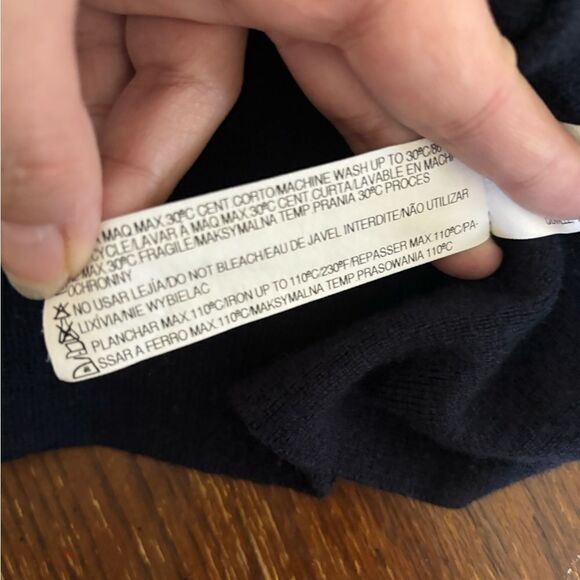 MAQ.MAX.30ºC CENT CORTO/MACHINE WASH UP TO 30ºC/86
CYCLE/LAVAR À MAQ.MAX.30ºC CENT CURTA/LAVABLE EN MACH
MAX.30ºC FRAGILE/MAKSYMALNA TEMP.PRANIA 30ºC PROCES
OCHRONNY
NO USAR LEJÍA/DO NOT BLEACH/EAU DE JAVEL INTERDITE/NÃO UTILIZAR
LIXÍVIA/NIE WYBIELAĆ
PLANCHAR MAX.110ºC/IRON UP TO 110ºC/230ºF/REPASSER MAX.110ºC/PA-
SSAR A FERRO MAX.110ºC/MAKSYMALNA TEMP.PRASOWANIA 110ºC